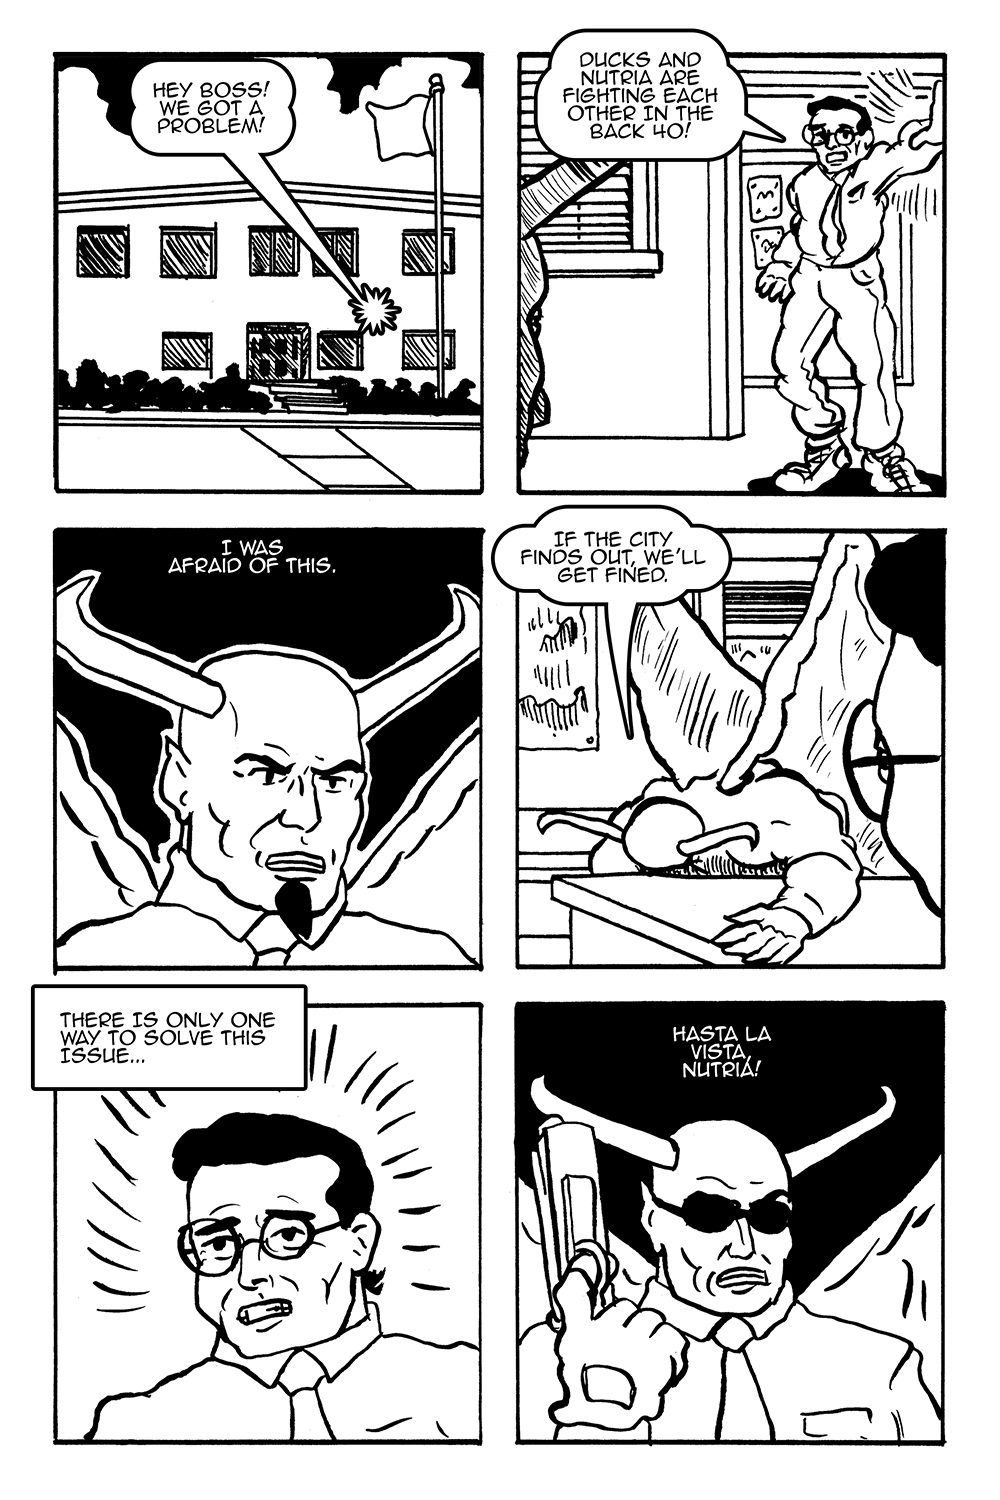 HEY BOSS!
WE GOT A
PROBLEM!
DUCKS AND
NUTRIA ARE
FIGHTING EACH
OTHER IN THE
BACK 40!
I WAS
AFRAID OF THIS.
IF THE CITY
FINDS OUT, WE'LL
GET FINED.
THERE IS ONLY ONE
WAY TO SOLVE THIS
ISSUE...
HASTA LA
VISTA,
NUTRIA!